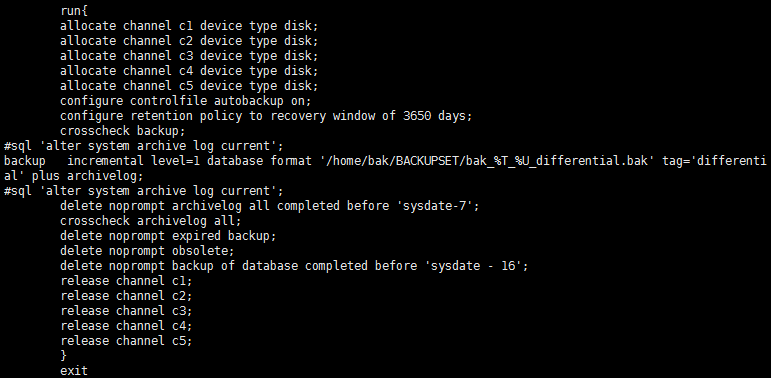 run{
allocate channel c1 device type disk;
allocate channel c2 device type disk;
allocate channel c3 device type disk;
allocate channel c4 device type disk;
allocate channel c5 device type disk;
configure controlfile autobackup on;
configure retention policy to recovery window of 3650 days;
crosscheck backup;
#sql 'alter system archive log current';
backup   incremental level=1 database format '/home/bak/BACKUPSET/bak_%T_%U_differential.bak' tag='differenti
al' plus archivelog;
#sql 'alter system archive log current';
delete noprompt archivelog all completed before 'sysdate-7';
crosscheck archivelog all;
delete noprompt expired backup;
delete noprompt obsolete;
delete noprompt backup of database completed before 'sysdate - 16';
release channel c1;
release channel c2;
release channel c3;
release channel c4;
release channel c5;
}
exit